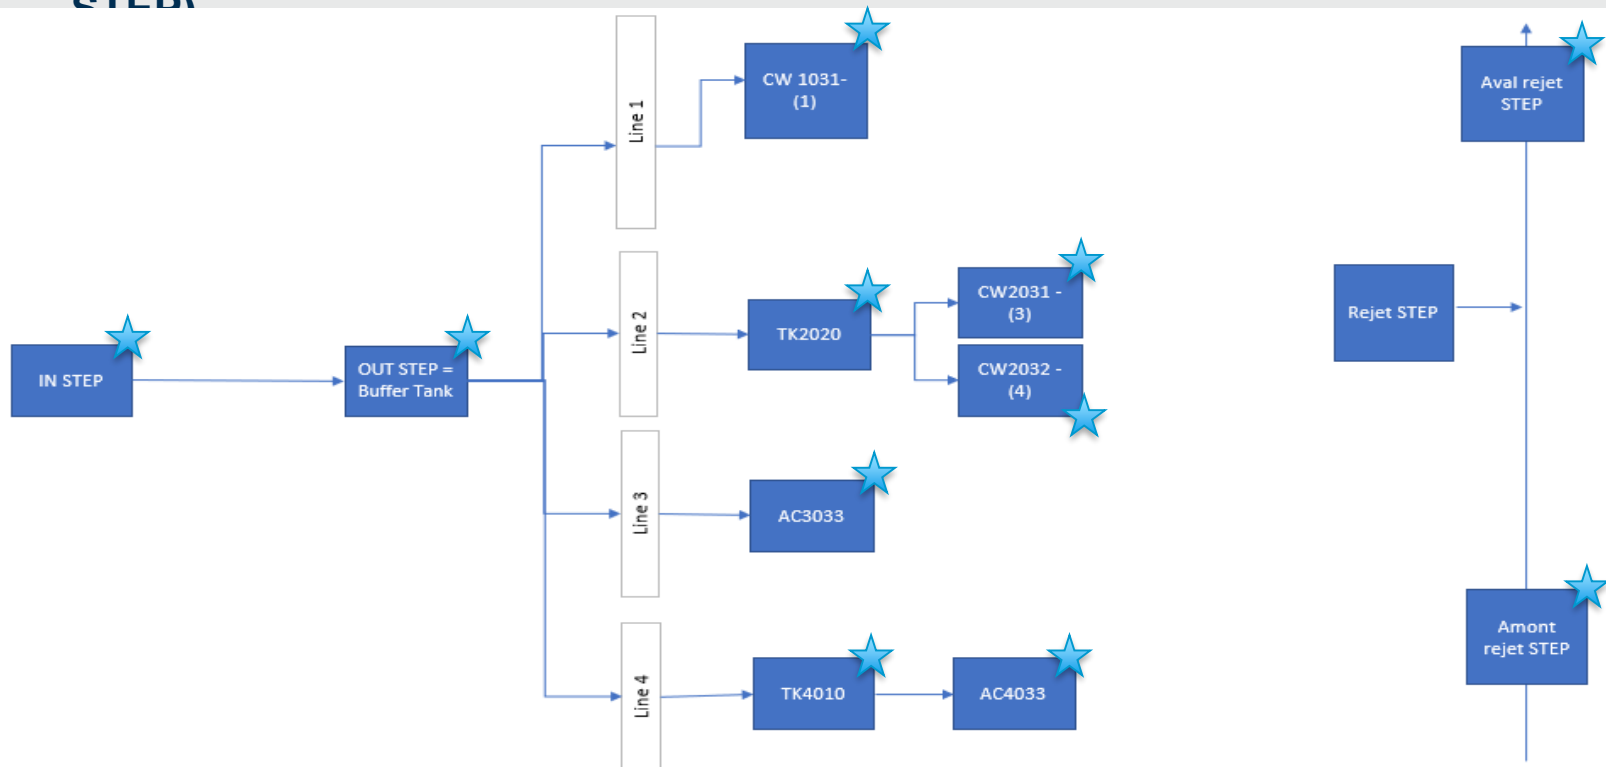 STEP)
Line 1
CW 1031-
(1)
Aval rejet
STEP
Line 2
TK2020
CW2031 -
(3)
CW2032 -
(4)
Rejet STEP
IN STEP
OUT STEP =
Buffer Tank
Line 3
AC3033
Line 4
TK4010
AC4033
Amont
rejet STEP